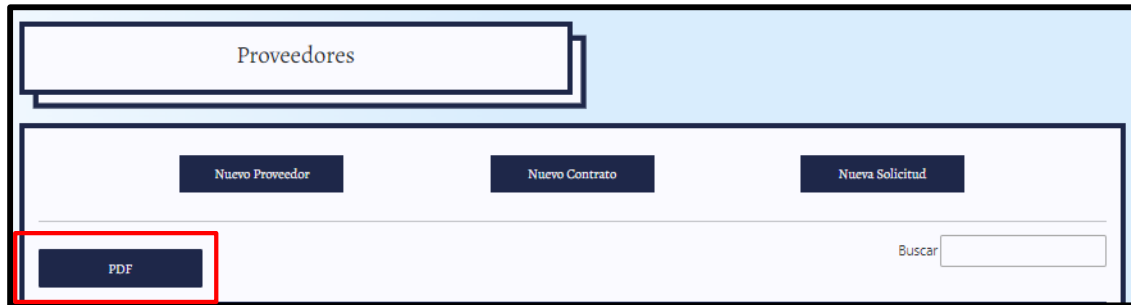 Proveedores
Nuevo Proveedor Nuevo Contrato Nueva Solicitud
PDF Buscar